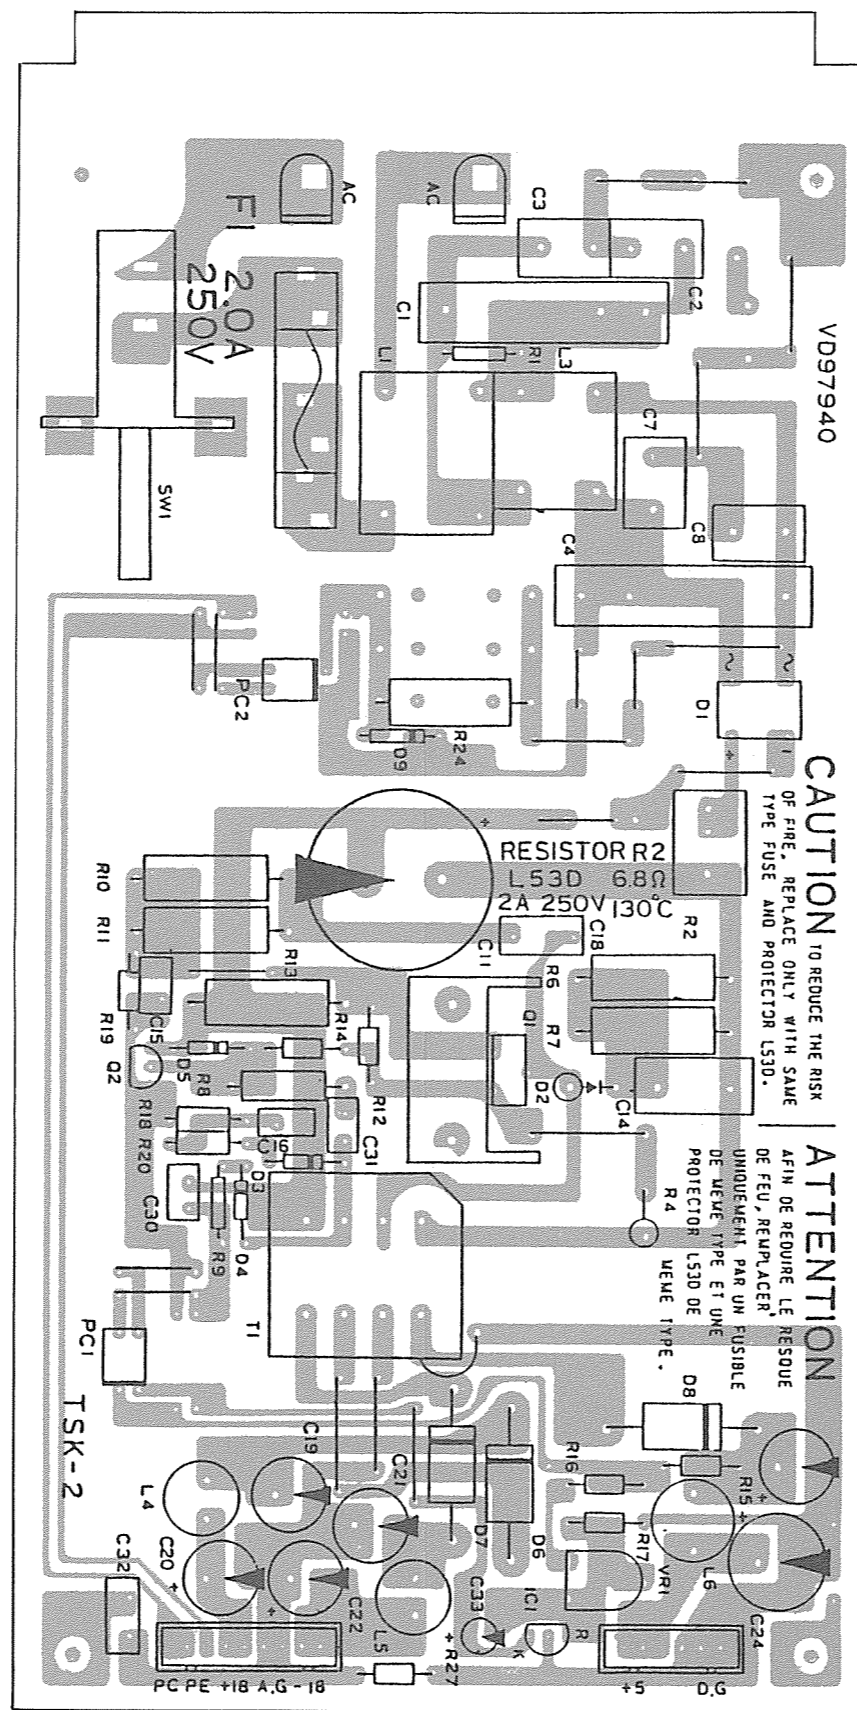 AC
AC
C3
F1
2.0A
250V
C1
C2
L1
R1
L3
VD97940
C7
SW1
C4
C8
PC2
D9
R24
~ ~
D1
+ -
CAUTION TO REDUCE THE RISK
OF FIRE, REPLACE ONLY WITH SAME
TYPE FUSE AND PROTECTOR L53D.
+
RESISTOR R2
L53D 6.8Ω
2A 250V 130°C
R10
R11
C11
C18
R2
R13
R6
R19
C15
R14
Q1
R7
Q2
D5
R8
R12
D2
C14
R18
R20
C16
C31
C30
D3
R9
D4
R4
ATTENTION
AFIN DE REDUIRE LE RESQUE
DE FEU, REMPLACER
UNIQUEMENT PAR UN FUSIBLE
DE MEME TYPE ET UNE
PROTECTOR L53D DE
MEME TYPE.
T1
PC1
TSK-2
D8
C19
C21
R16
R15
L4
D7
D6
R17
VR1
L6
C20
C32
C22
L5
C33
IC1
C24
+
+
+
+
+
R27
K
R
PC PE +18 A.G -18
+5 D.G